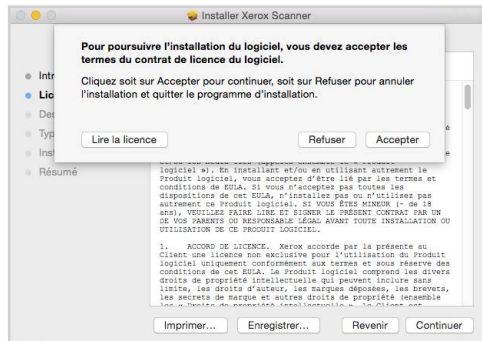 Installer Xerox Scanner
Pour poursuivre l'installation du logiciel, vous devez accepter les
termes du contrat de licence du logiciel.
Cliquez soit sur Accepter pour continuer, soit sur Refuser pour annuler
l'installation et quitter le programme d'installation.
Lire la licence
Refuser
Accepter
Intr
Lic
Des
Typ
Inst
Résumé
logiciel »). En installant et/ou en utilisant autrement le
Produit logiciel, vous acceptez d'être lié par les termes et
conditions de EULA. Si vous n'acceptez pas toutes les
dispositions de cet EULA, n'installez pas ou n'utilisez pas
autrement ce Produit logiciel. SI VOUS ÊTES MINEUR (- de 18
ans), VEUILLEZ FAIRE LIRE ET SIGNER LE PRÉSENT CONTRAT PAR UN
DE VOS PARENTS OU RESPONSABLE LÉGAL AVANT TOUTE INSTALLATION OU
UTILISATION DE CE PRODUIT LOGICIEL.
1. ACCORD DE LICENCE. Xerox accorde par la présente au
Client une licence non exclusive pour l'utilisation du Produit
logiciel uniquement conformément aux termes et sous réserve des
conditions de cet EULA. Le Produit logiciel comprend les divers
droits de propriété intellectuelle qui peuvent inclure sans
limite, les droits d'auteur, les marques déposées, les brevets,
les secrets de marque et autres droits de propriété (ensemble
Imprimer...
Enregistrer...
Revenir
Continuer